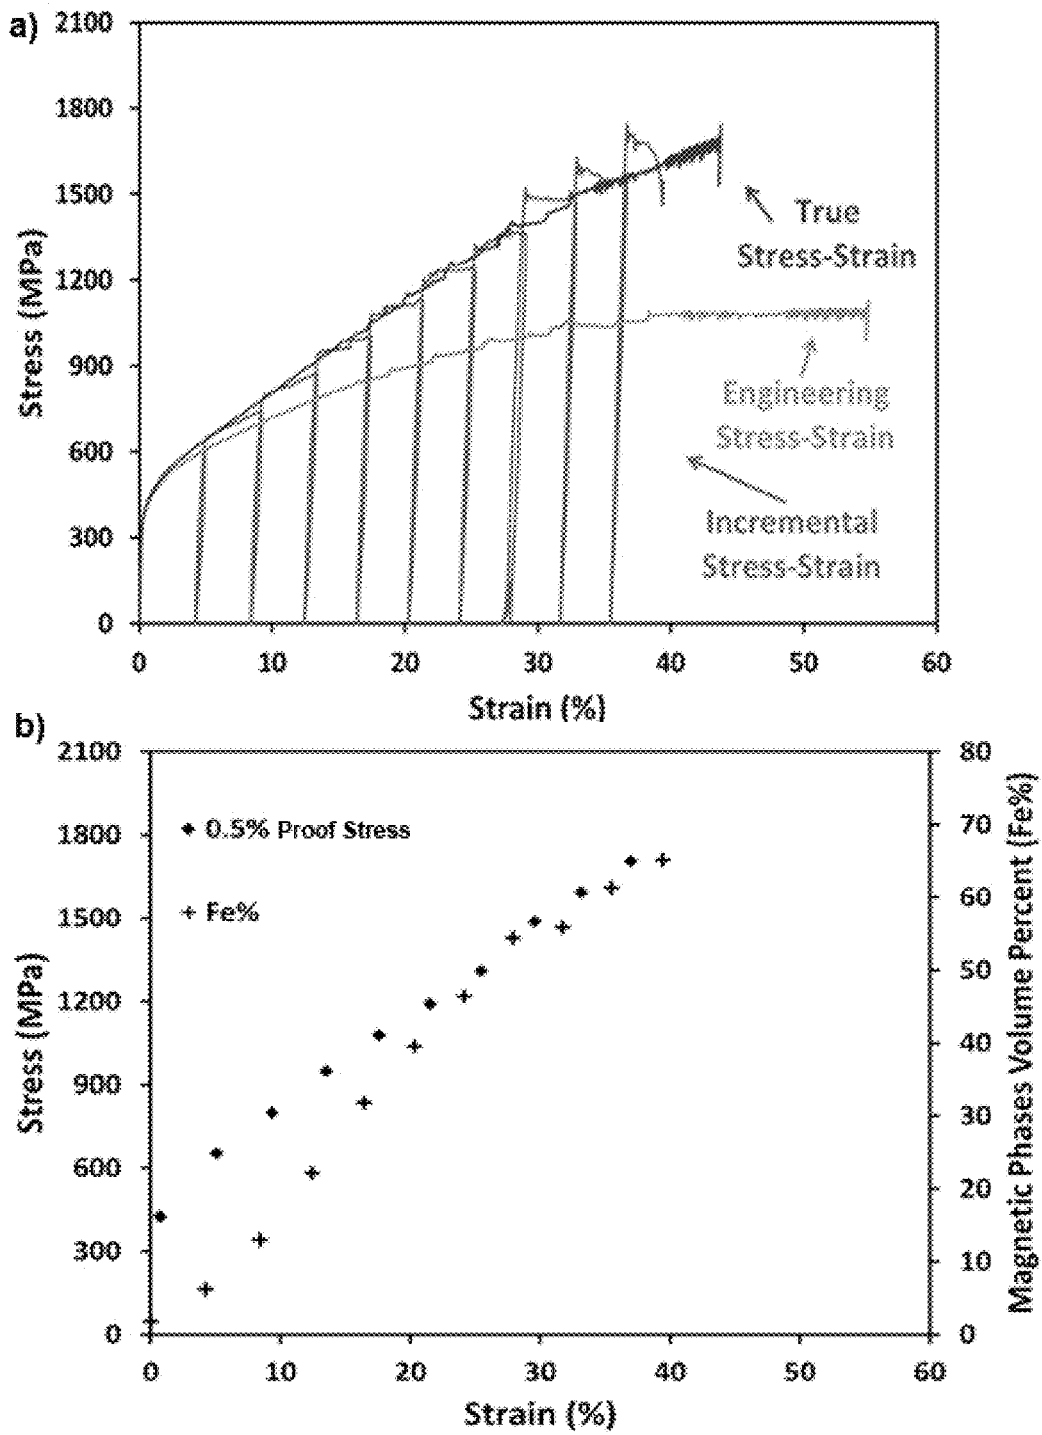 a)
2100
1800
1500
1200
900
600
300
0
Stress (MPa)
True
Stress-Strain
Engineering
Stress-Strain
Incremental
Stress-Strain
0 10 20 30 40 50 60
Strain (%)
b)
2100
1800
1500
1200
900
600
300
0
Stress (MPa)
0.5% Proof Stress
Fe%
80
70
60
50
40
30
20
10
0
Magnetic Phases Volume Percent (Fe%)
0 10 20 30 40 50 60
Strain (%)